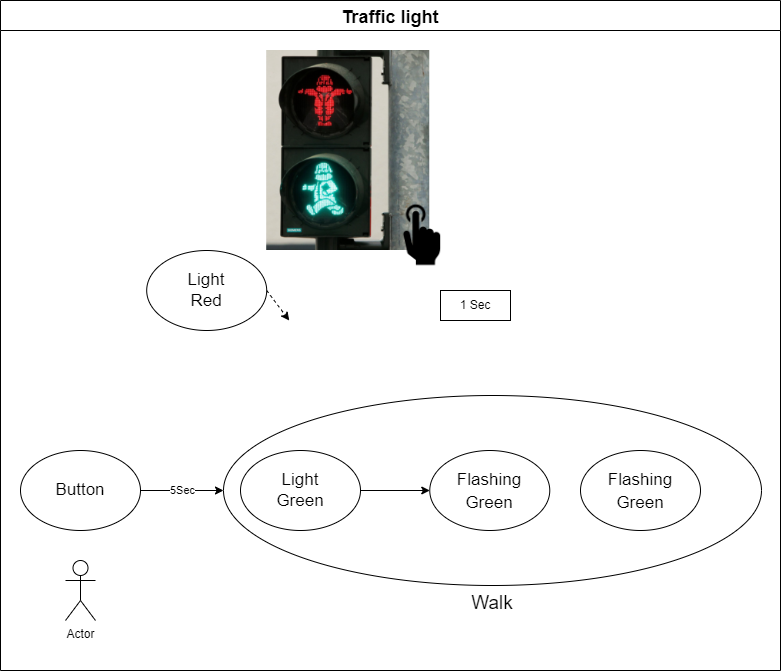 Traffic light
Light
Red
1 Sec
Button
5Sec
Light
Green
Flashing
Green
Flashing
Green
Walk
Actor